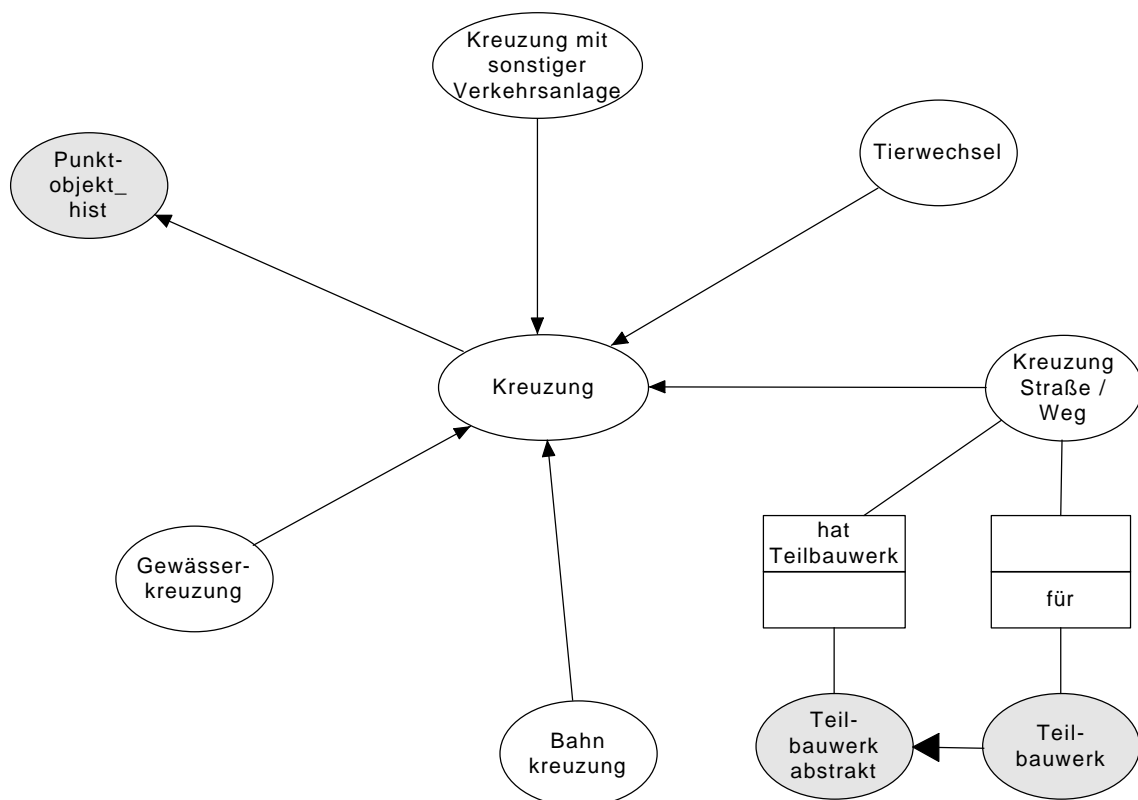 Kreuzung mit
sonstiger
Verkehrsanlage
Tierwechsel
Punkt-
objekt_
hist
Kreuzung
Kreuzung
Straße /
Weg
hat
Teilbauwerk
für
Gewässer-
kreuzung
Bahn
kreuzung
Teil-
bauwerk
abstrakt
Teil-
bauwerk